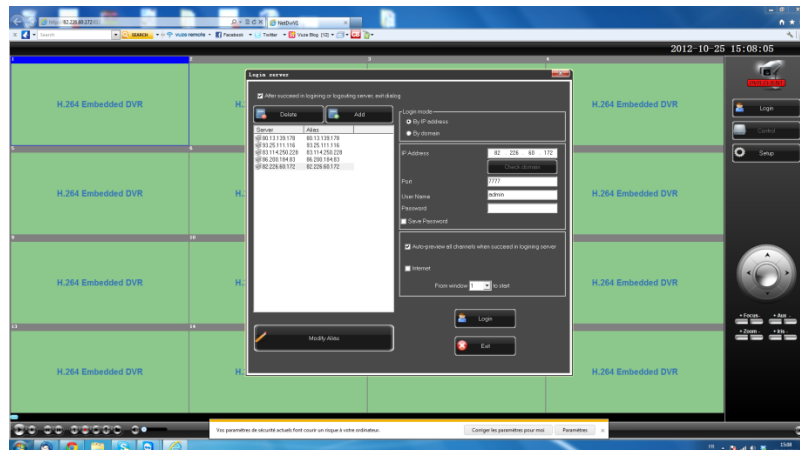 NetDvrV3
Search
SEARCH
vuze remote
Facebook
Twitter
Vuze Blog (10)
2012-10-25 15:08:05
Login server
After succeed in logining or logouting server, exit dialog
Delete
Add
Server Alias
80.13.139.178 80.13.139.178
83.25.111.116 83.25.111.116
83.114.250.228 83.114.250.228
86.200.184.83 86.200.184.83
82.226.60.172 82.226.60.172
Modify Alias
Login mode
By IP address
By domain
IP Address 82 . 226 . 60 . 172
Check domain
Port 7777
User Name admin
Password
Save Password
Auto-preview all channels when succeed in logining server
Internet
From window 1 to start
Login
Exit
H.264 Embedded DVR
H.264 Embedded DVR
H.264 Embedded DVR
H.264 Embedded DVR
H.264 Embedded DVR
H.264 Embedded DVR
H.264 Embedded DVR
H.264 Embedded DVR
Login
Control
Setup
+ Focus - + Aux -
+ Zoom - + Iris -
Vos paramètres de sécurité actuels font courir un risque à votre ordinateur.
Corriger les paramètres pour moi
Paramètres
FR
15:08